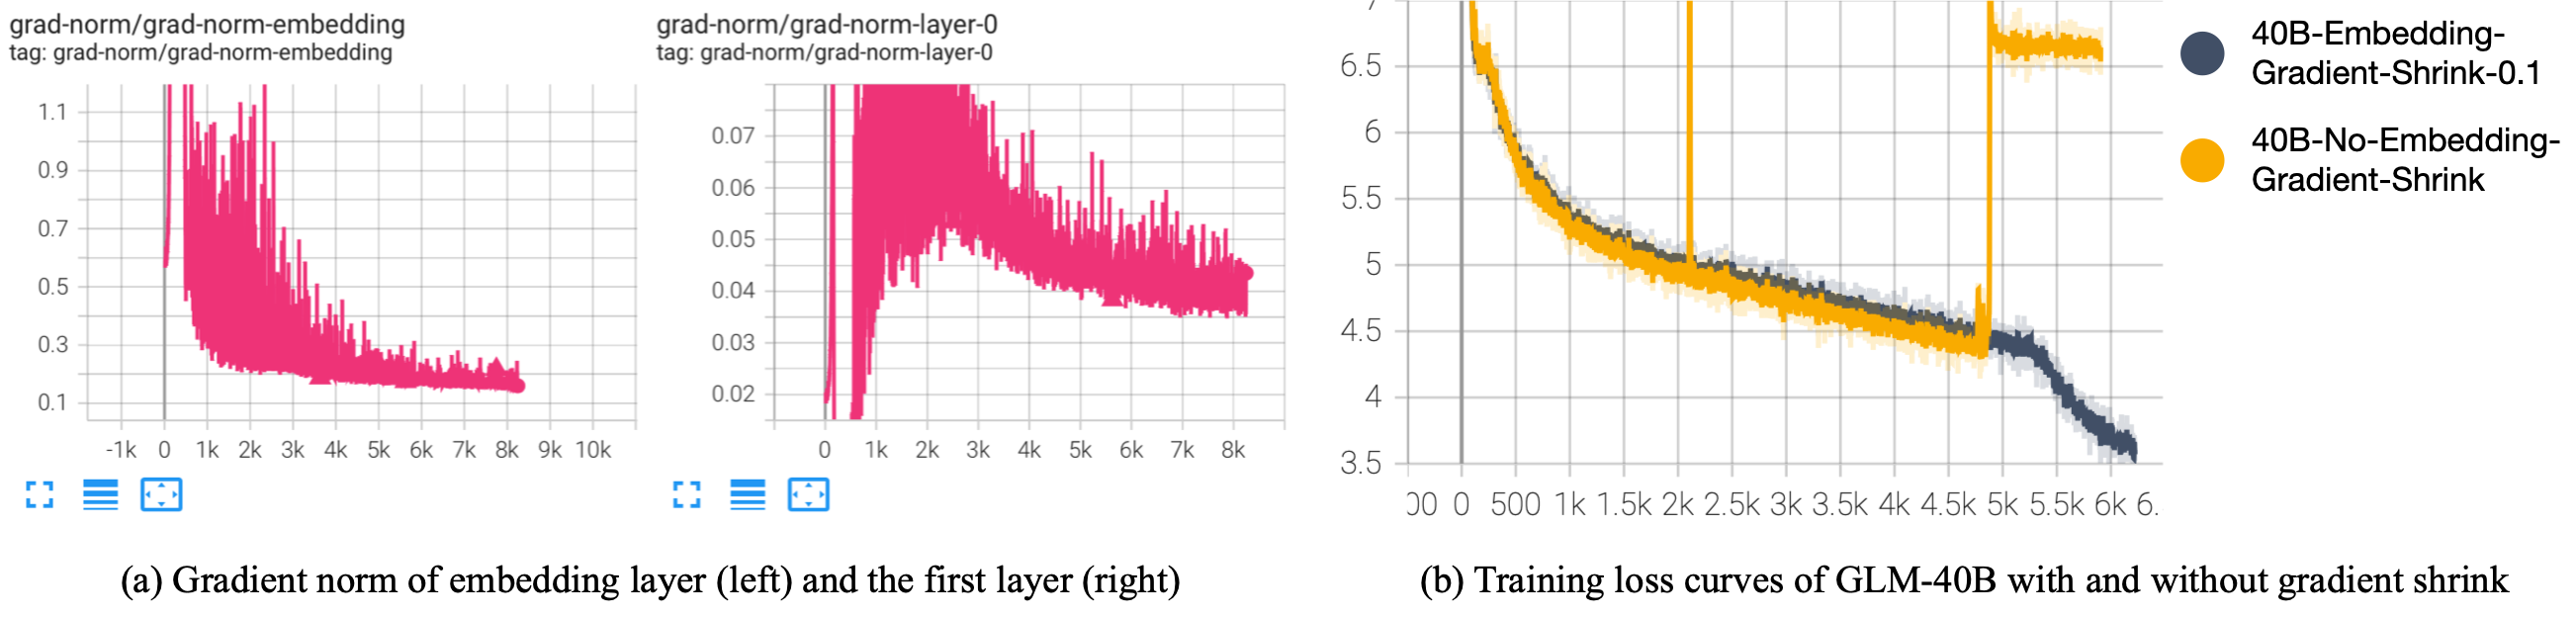 grad-norm/grad-norm-embedding
tag: grad-norm/grad-norm-embedding
1.1
0.9
0.7
0.5
0.3
0.1
-1k 0 1k 2k 3k 4k 5k 6k 7k 8k 9k 10k
grad-norm/grad-norm-layer-0
tag: grad-norm/grad-norm-layer-0
0.07
0.06
0.05
0.04
0.03
0.02
0 1k 2k 3k 4k 5k 6k 7k 8k
(a) Gradient norm of embedding layer (left) and the first layer (right)
7
6.5
6
5.5
5
4.5
4
3.5
00 0 500 1k 1.5k 2k 2.5k 3k 3.5k 4k 4.5k 5k 5.5k 6k 6.
40B-Embedding-
Gradient-Shrink-0.1
40B-No-Embedding-
Gradient-Shrink
(b) Training loss curves of GLM-40B with and without gradient shrink